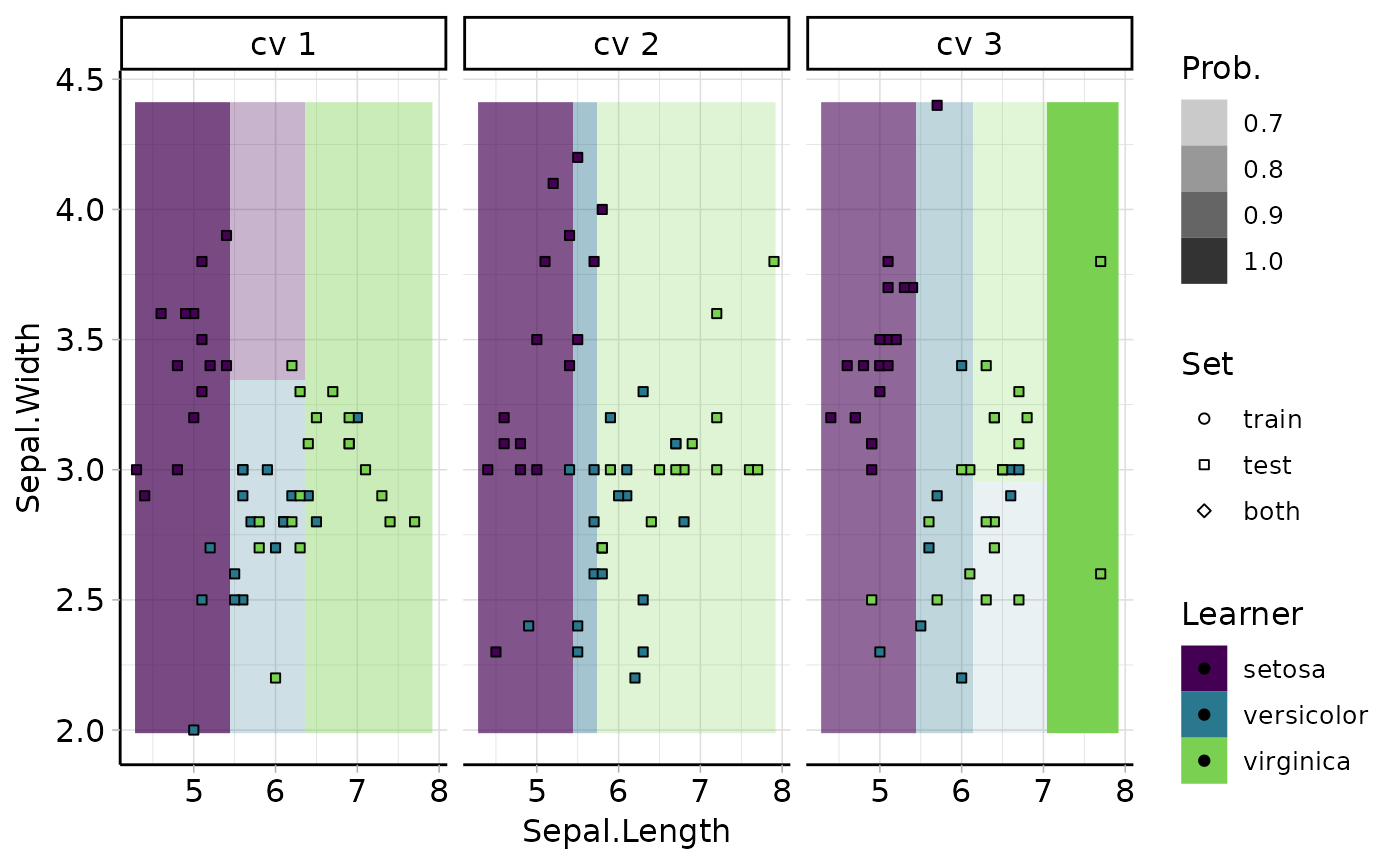 cv 1
cv 2
cv 3
4.5
4.0
3.5
3.0
2.5
2.0
Sepal.Width
5 6 7 8
5 6 7 8
5 6 7 8
Sepal.Length
Prob.
0.7
0.8
0.9
1.0
Set
train
test
both
Learner
setosa
versicolor
virginica